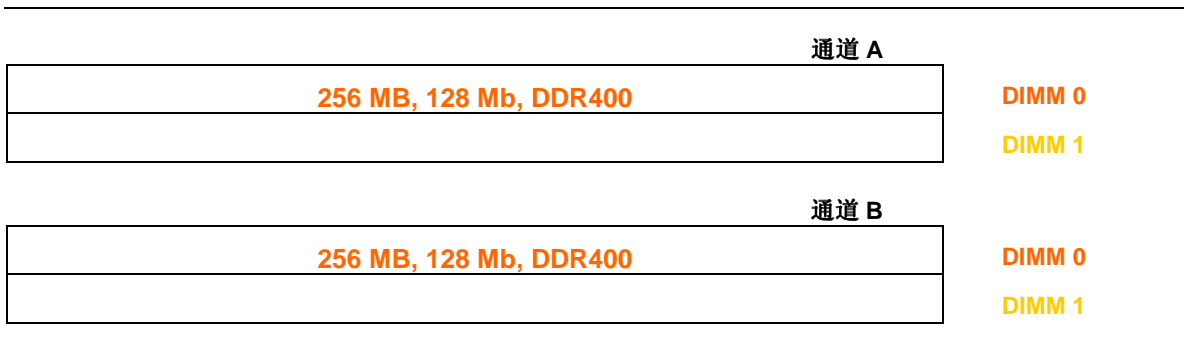 通道 A
256 MB, 128 Mb, DDR400 DIMM 0
DIMM 1
通道 B
256 MB, 128 Mb, DDR400 DIMM 0
DIMM 1